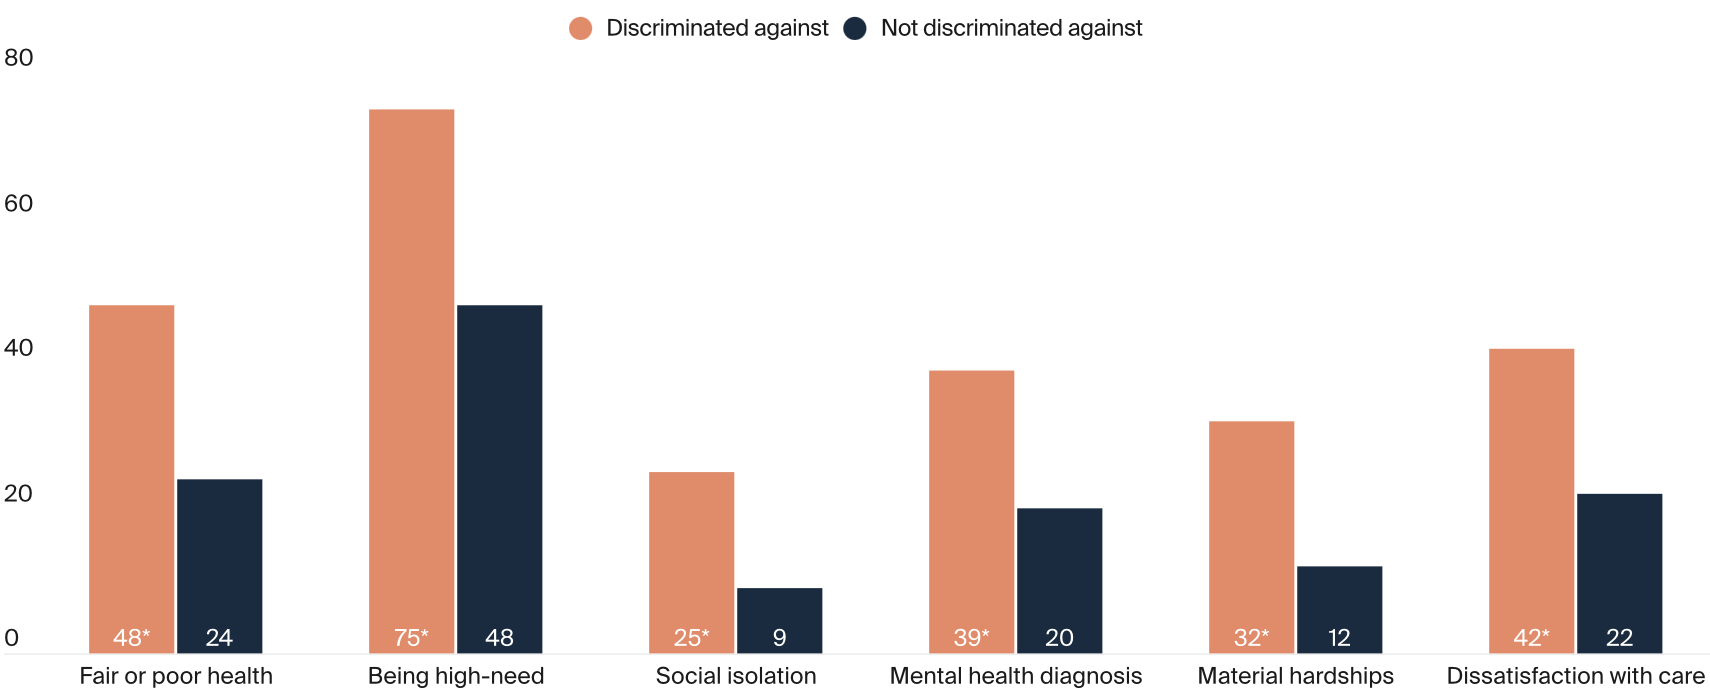 Discriminated against Not discriminated against
80
60
40
20
0
48* 24 75* 48 25* 9 39* 20 32* 12 42* 22
Fair or poor health Being high-need Social isolation Mental health diagnosis Material hardships Dissatisfaction with care